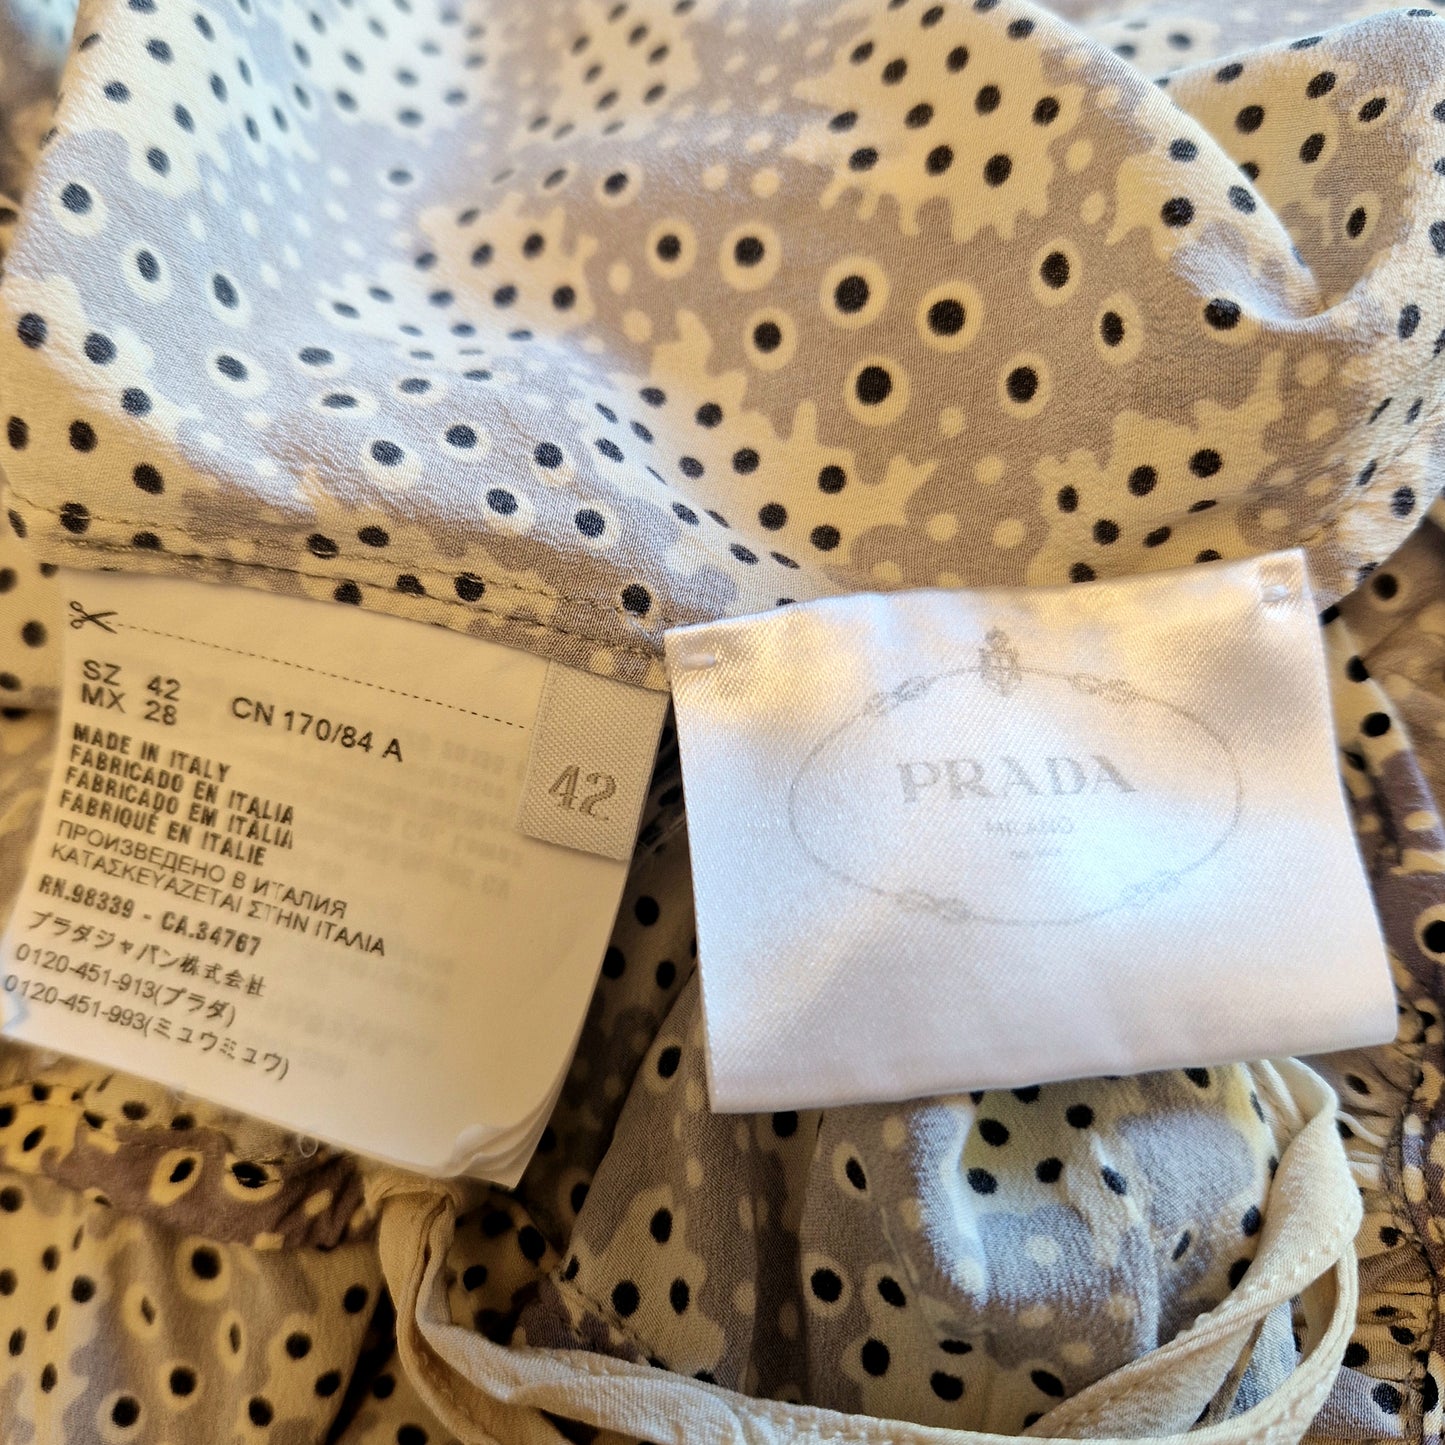 SZ 42
MX 28
CN 170/84 A
MADE IN ITALY
FABRICADO EN ITALIA
FABRICADO EM ITALIA
FABRIQUÉ EN ITALIE
ПРОИЗВЕДЕНО В ИТАЛИЯ
ΚΑΤΑΣΚΕΥΑΖΕΤΑΙ ΣΤΗΝ ΙΤΑΛΙΑ
RN.98339 - CA.34767
プラダジャパン株式会社
0120-451-913(プラダ)
0120-451-993(ミュウミュウ)
42
PRADA
MILANO